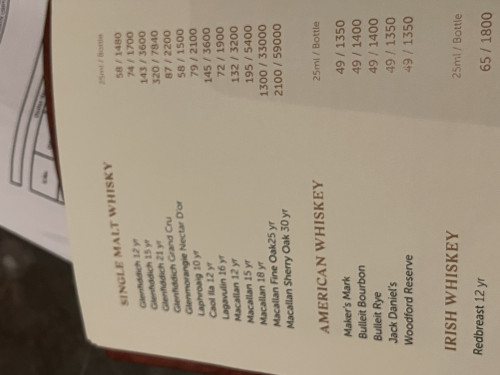 SINGLE MALT WHISKY 25ml / Bottle
Glenfiddich 12 yr 58 / 1480
Glenfiddich 15 yr 74 / 1700
Glenfiddich 21 yr 143 / 3600
Glenfiddich Grand Cru 320 / 7840
Glenmorangie Nectar D'or 87 / 2200
Laphroaig 10 yr 58 / 1500
Caol Ila 12 yr 79 / 2100
Lagavulin 16 yr 145 / 3600
Macallan 12 yr 72 / 1900
Macallan 15 yr 132 / 3200
Macallan 18 yr 195 / 5400
Macallan Fine Oak25 yr 1300 / 33000
Macallan Sherry Oak 30 yr 2100 / 59000
AMERICAN WHISKEY 25ml / Bottle
Maker's Mark 49 / 1350
Bulleit Bourbon 49 / 1400
Bulleit Rye 49 / 1400
Jack Daniel's 49 / 1350
Woodford Reserve 49 / 1350
IRISH WHISKEY 25ml / Bottle
Redbreast 12 yr 65 / 1800